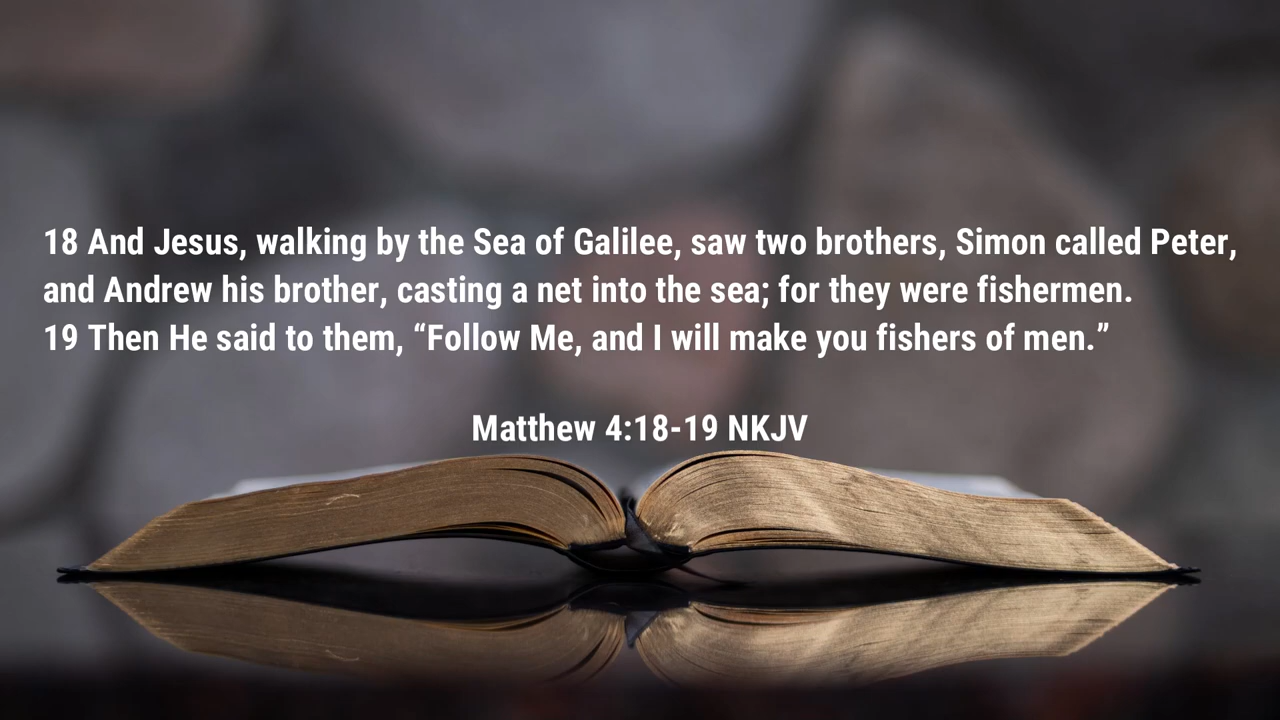 18 And Jesus, walking by the Sea of Galilee, saw two brothers, Simon called Peter,
and Andrew his brother, casting a net into the sea; for they were fishermen.
19 Then He said to them, “Follow Me, and I will make you fishers of men.”
Matthew 4:18-19 NKJV